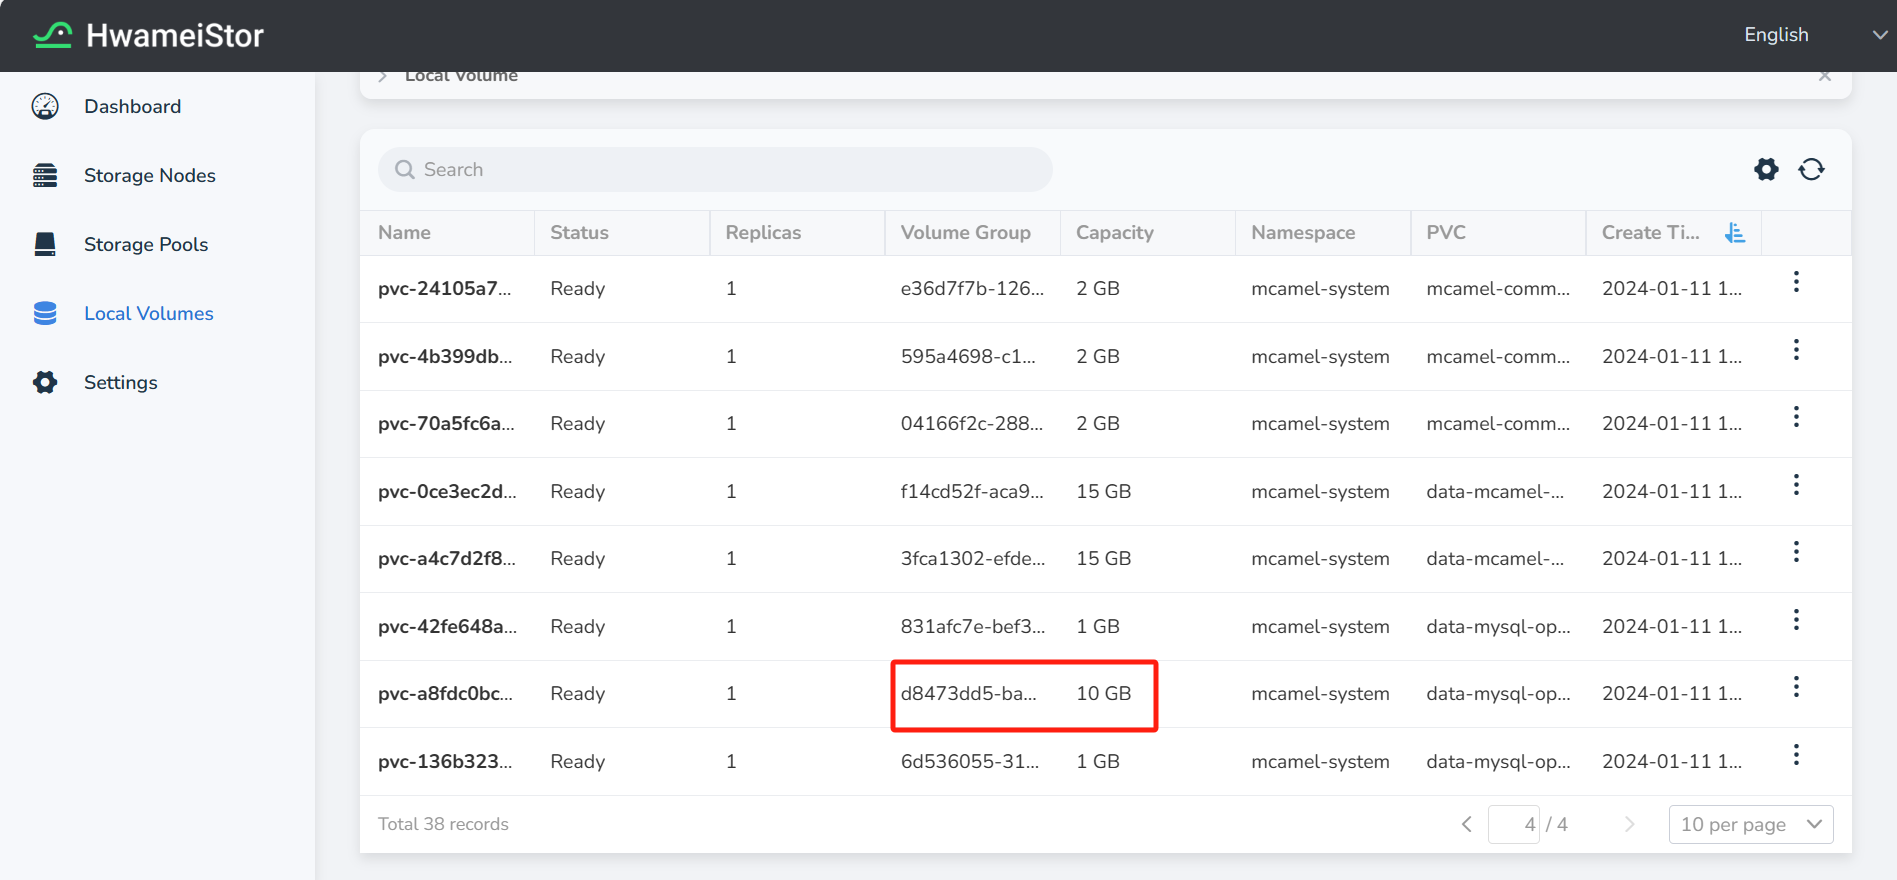 HwameiStor
English
Local Volume
Dashboard
Storage Nodes
Storage Pools
Local Volumes
Settings
Search
Name Status Replicas Volume Group Capacity Namespace PVC Create Ti...
pvc-24105a7... Ready 1 e36d7f7b-126... 2 GB mcamel-system mcamel-comm... 2024-01-11 1...
pvc-4b399db... Ready 1 595a4698-c1... 2 GB mcamel-system mcamel-comm... 2024-01-11 1...
pvc-70a5fc6a... Ready 1 04166f2c-288... 2 GB mcamel-system mcamel-comm... 2024-01-11 1...
pvc-0ce3ec2d... Ready 1 f14cd52f-aca9... 15 GB mcamel-system data-mcamel-... 2024-01-11 1...
pvc-a4c7d2f8... Ready 1 3fca1302-efde... 15 GB mcamel-system data-mcamel-... 2024-01-11 1...
pvc-42fe648a... Ready 1 831afc7e-bef3... 1 GB mcamel-system data-mysql-op... 2024-01-11 1...
pvc-a8fdc0bc... Ready 1 d8473dd5-ba... 10 GB mcamel-system data-mysql-op... 2024-01-11 1...
pvc-136b323... Ready 1 6d536055-31... 1 GB mcamel-system data-mysql-op... 2024-01-11 1...
Total 38 records
4 / 4
10 per page